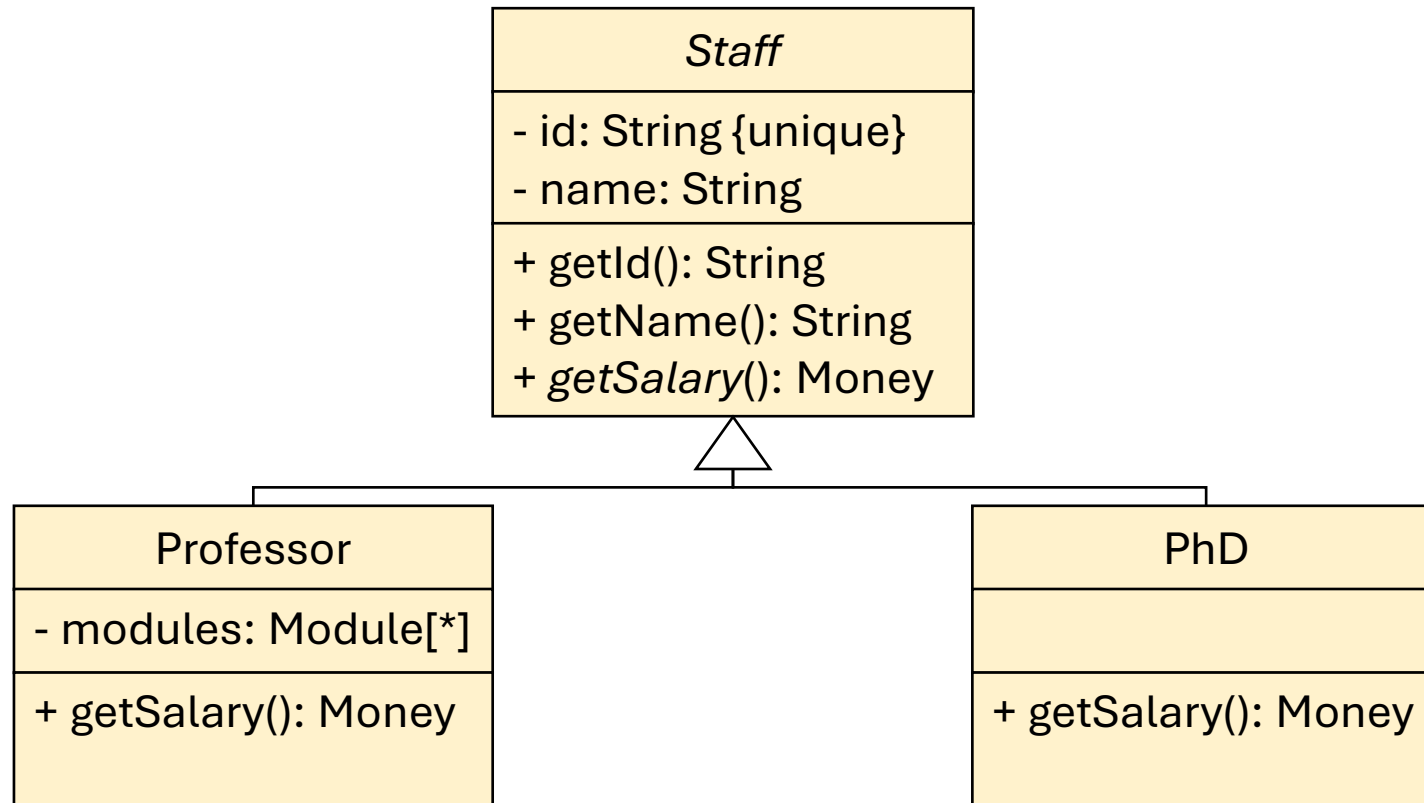 Staff
- id: String {unique}
- name: String
+ getId(): String
+ getName(): String
+ getSalary(): Money
Professor
- modules: Module[*]
+ getSalary(): Money
PhD
+ getSalary(): Money